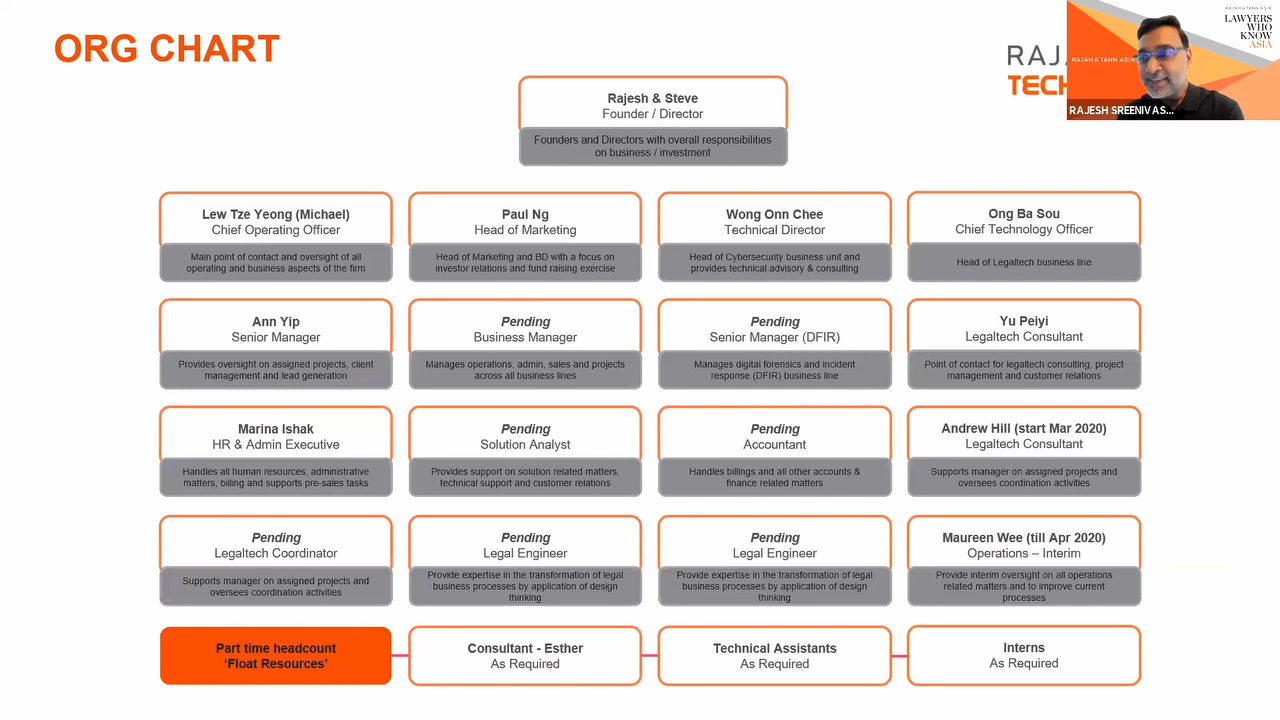 ORG CHART
RAJAH & TANN ASIA
LAWYERS
WHO
KNOW
ASIA
RAJAH & TANN ASIA
RAJESH SREENIVAS...
RAJ
TECH
Rajesh & Steve
Founder / Director
Founders and Directors with overall responsibilities
on business / investment
Lew Tze Yeong (Michael)
Chief Operating Officer
Main point of contact and oversight of all
operating and business aspects of the firm
Paul Ng
Head of Marketing
Head of Marketing and BD with a focus on
investor relations and fund raising exercise
Wong Onn Chee
Technical Director
Head of Cybersecurity business unit and
provides technical advisory & consulting
Ong Ba Sou
Chief Technology Officer
Head of Legaltech business line
Ann Yip
Senior Manager
Provides oversight on assigned projects, client
management and lead generation
Pending
Business Manager
Manages operations, admin, sales and projects
across all business lines
Pending
Senior Manager (DFIR)
Manages digital forensics and incident
response (DFIR) business line
Yu Peiyi
Legaltech Consultant
Point of contact for legaltech consulting, project
management and customer relations
Marina Ishak
HR & Admin Executive
Handles all human resources, administrative
matters, billing and supports pre-sales tasks
Pending
Solution Analyst
Provides support on solution related matters,
technical support and customer relations
Pending
Accountant
Handles billings and all other accounts &
finance related matters
Andrew Hill (start Mar 2020)
Legaltech Consultant
Supports manager on assigned projects and
oversees coordination activities
Pending
Legaltech Coordinator
Supports manager on assigned projects and
oversees coordination activities
Pending
Legal Engineer
Provide expertise in the transformation of legal
business processes by application of design
thinking
Pending
Legal Engineer
Provide expertise in the transformation of legal
business processes by application of design
thinking
Maureen Wee (till Apr 2020)
Operations – Interim
Provide interim oversight on all operations
related matters and to improve current
processes
Part time headcount
‘Float Resources’
Consultant - Esther
As Required
Technical Assistants
As Required
Interns
As Required